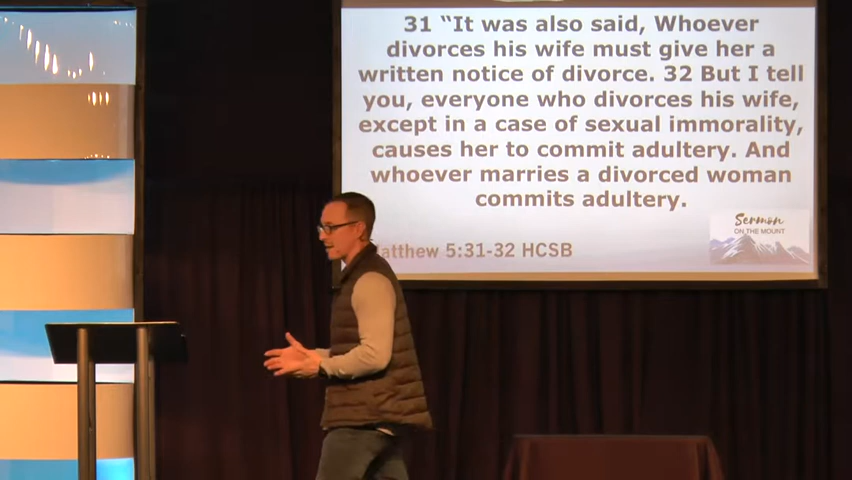 31 “It was also said, Whoever
divorces his wife must give her a
written notice of divorce. 32 But I tell
you, everyone who divorces his wife,
except in a case of sexual immorality,
causes her to commit adultery. And
whoever marries a divorced woman
commits adultery.
Sermon
ON THE MOUNT
5:31-32 HCSB